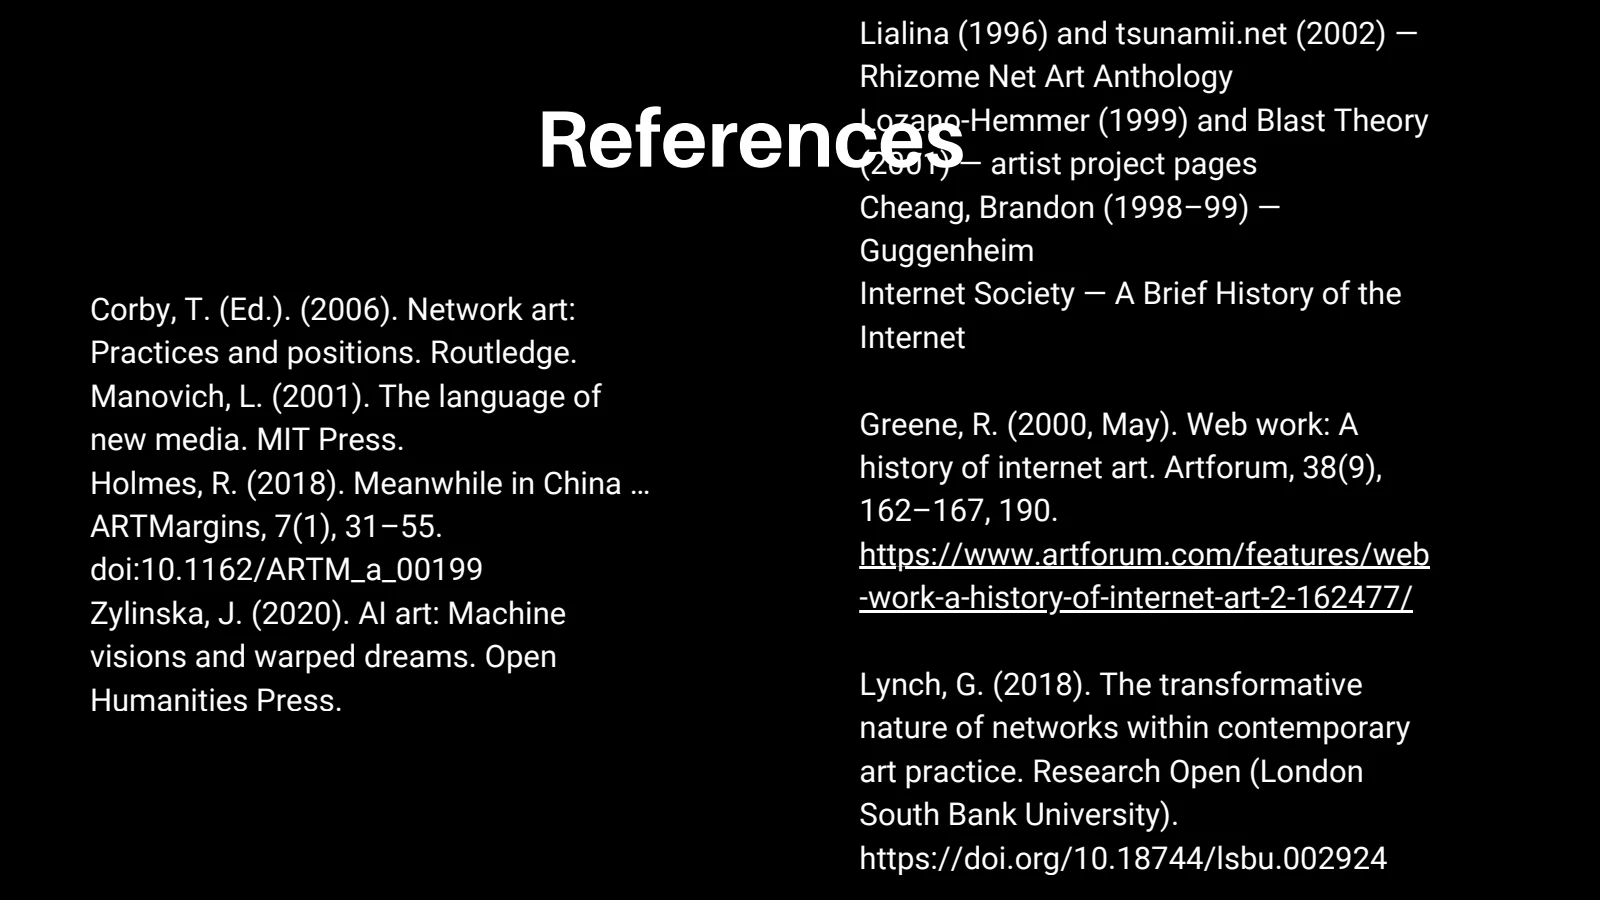 References
Corby, T. (Ed.). (2006). Network art:
Practices and positions. Routledge.
Manovich, L. (2001). The language of
new media. MIT Press.
Holmes, R. (2018). Meanwhile in China …
ARTMargins, 7(1), 31–55.
doi:10.1162/ARTM_a_00199
Zylinska, J. (2020). AI art: Machine
visions and warped dreams. Open
Humanities Press.
Lialina (1996) and tsunamii.net (2002) —
Rhizome Net Art Anthology
Lozano-Hemmer (1999) and Blast Theory
(2001) — artist project pages
Cheang, Brandon (1998–99) —
Guggenheim
Internet Society — A Brief History of the
Internet
Greene, R. (2000, May). Web work: A
history of internet art. Artforum, 38(9),
162–167, 190.
https://www.artforum.com/features/web
-work-a-history-of-internet-art-2-162477/
Lynch, G. (2018). The transformative
nature of networks within contemporary
art practice. Research Open (London
South Bank University).
https://doi.org/10.18744/lsbu.002924